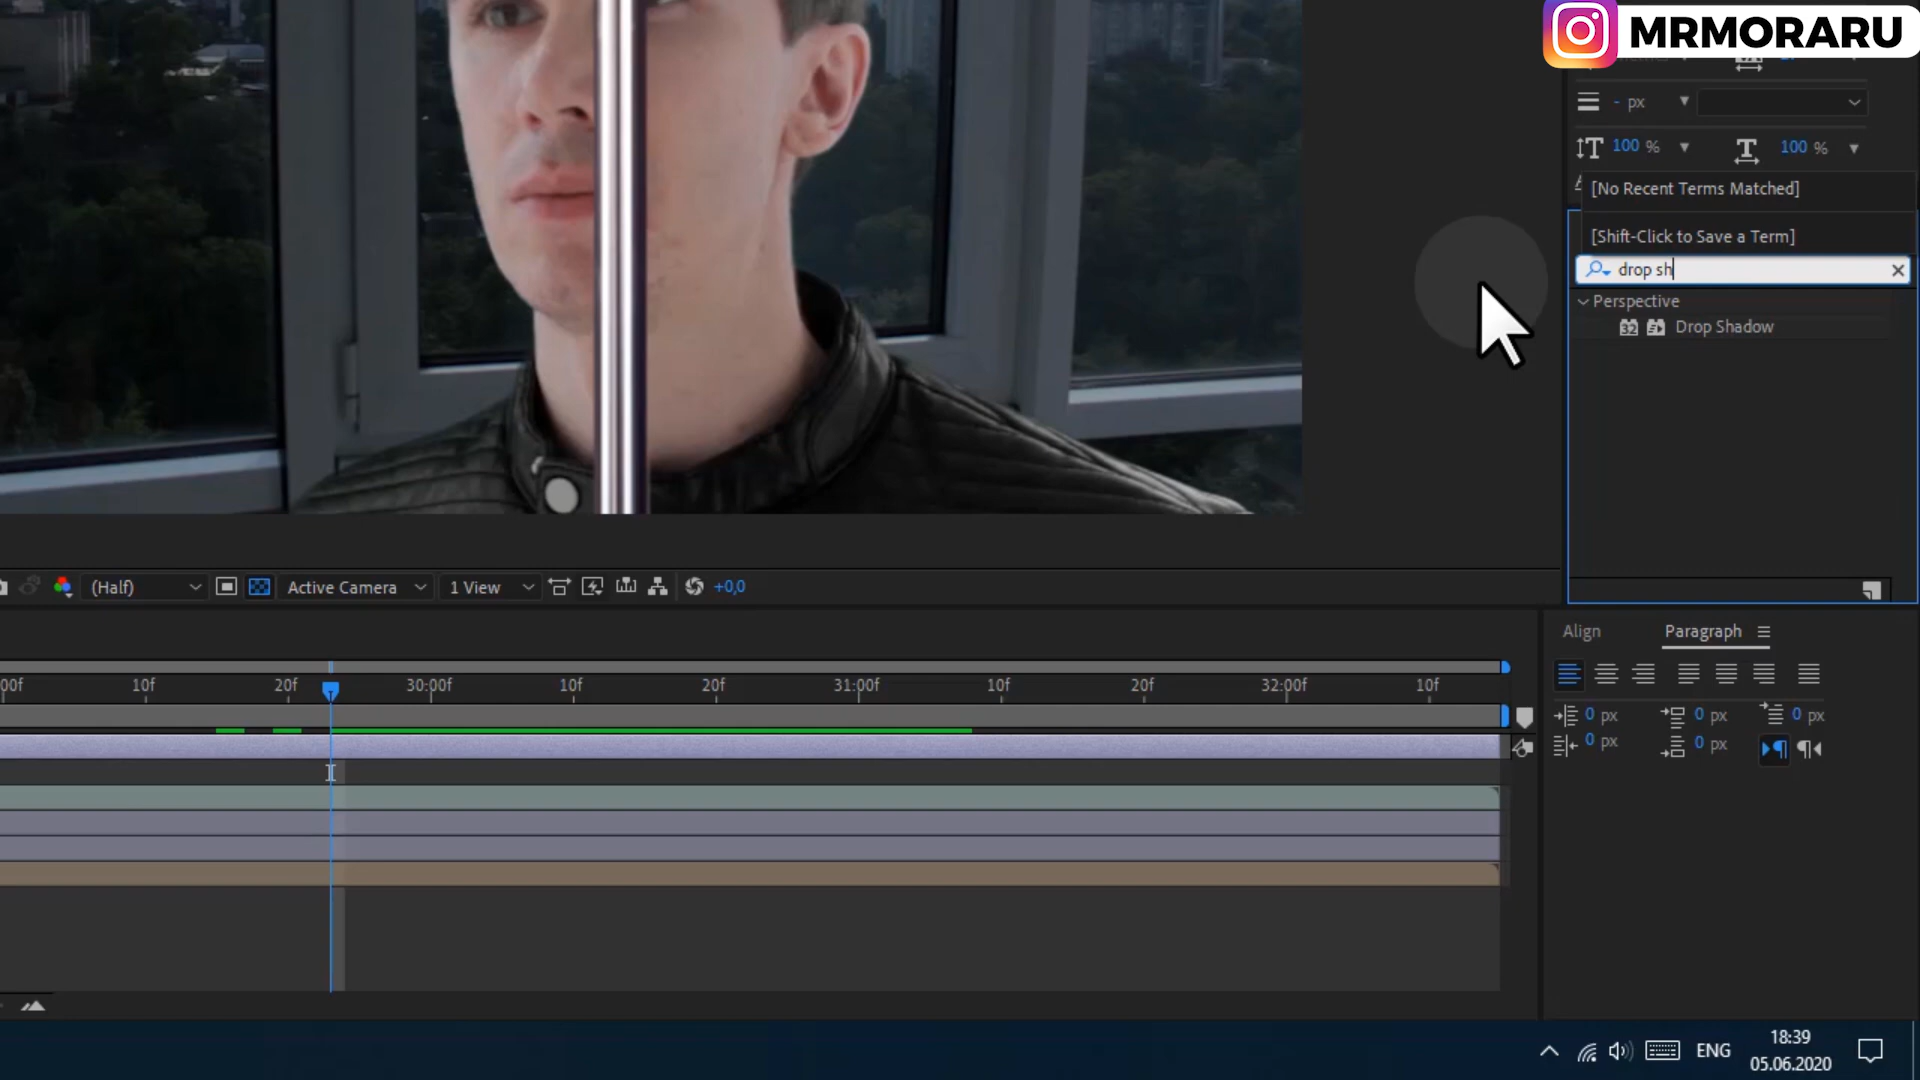 MRMORARU
- px
100 %
100 %
[No Recent Terms Matched]
[Shift-Click to Save a Term]
drop sh
Perspective
32 Drop Shadow
(Half) Active Camera 1 View +0,0
Align Paragraph
00f 10f 20f 30:00f 10f 20f 31:00f 10f 20f 32:00f 10f
0 px 0 px 0 px
0 px 0 px
ENG
18:39
05.06.2020